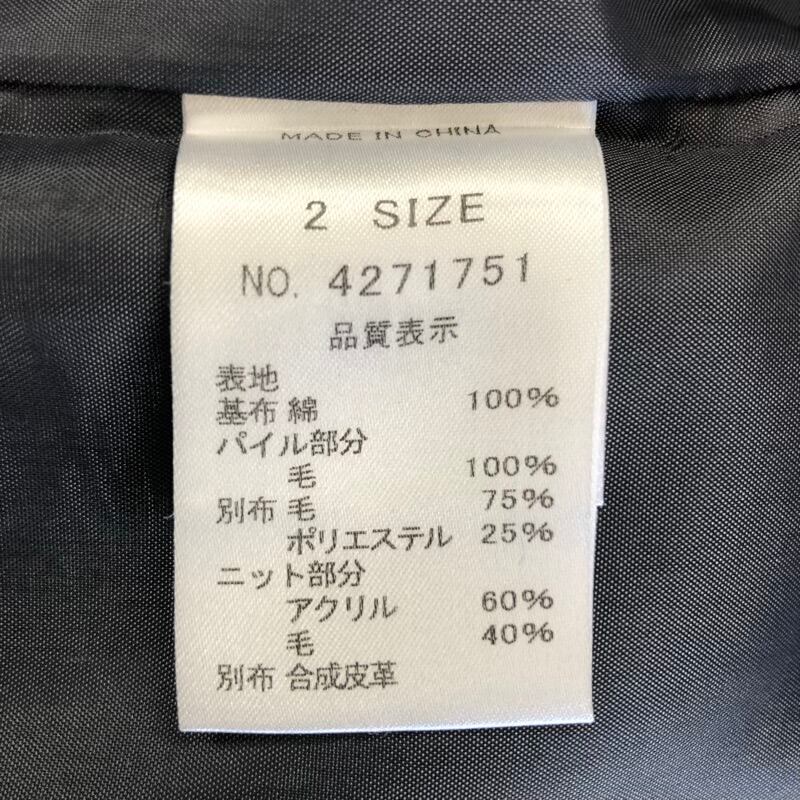 MADE IN CHINA
2 SIZE
NO. 4271751
品質表示
表地
基布 綿 100%
パイル部分
毛 100%
別布 毛 75%
ポリエステル 25%
ニット部分
アクリル 60%
毛 40%
別布 合成皮革